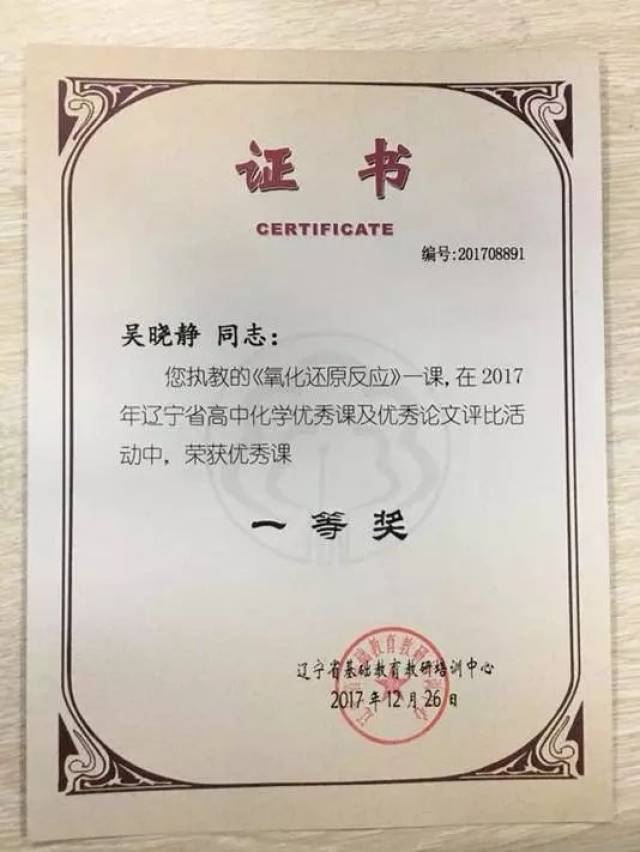 证书
CERTIFICATE
编号:201708891
吴晓静 同志：
您执教的《氧化还原反应》一课,在 2017
年辽宁省高中化学优秀课及优秀论文评比活
动中，荣获优秀课
一等奖
辽宁省基础教育教研培训中心
2017 年 12 月 26 日